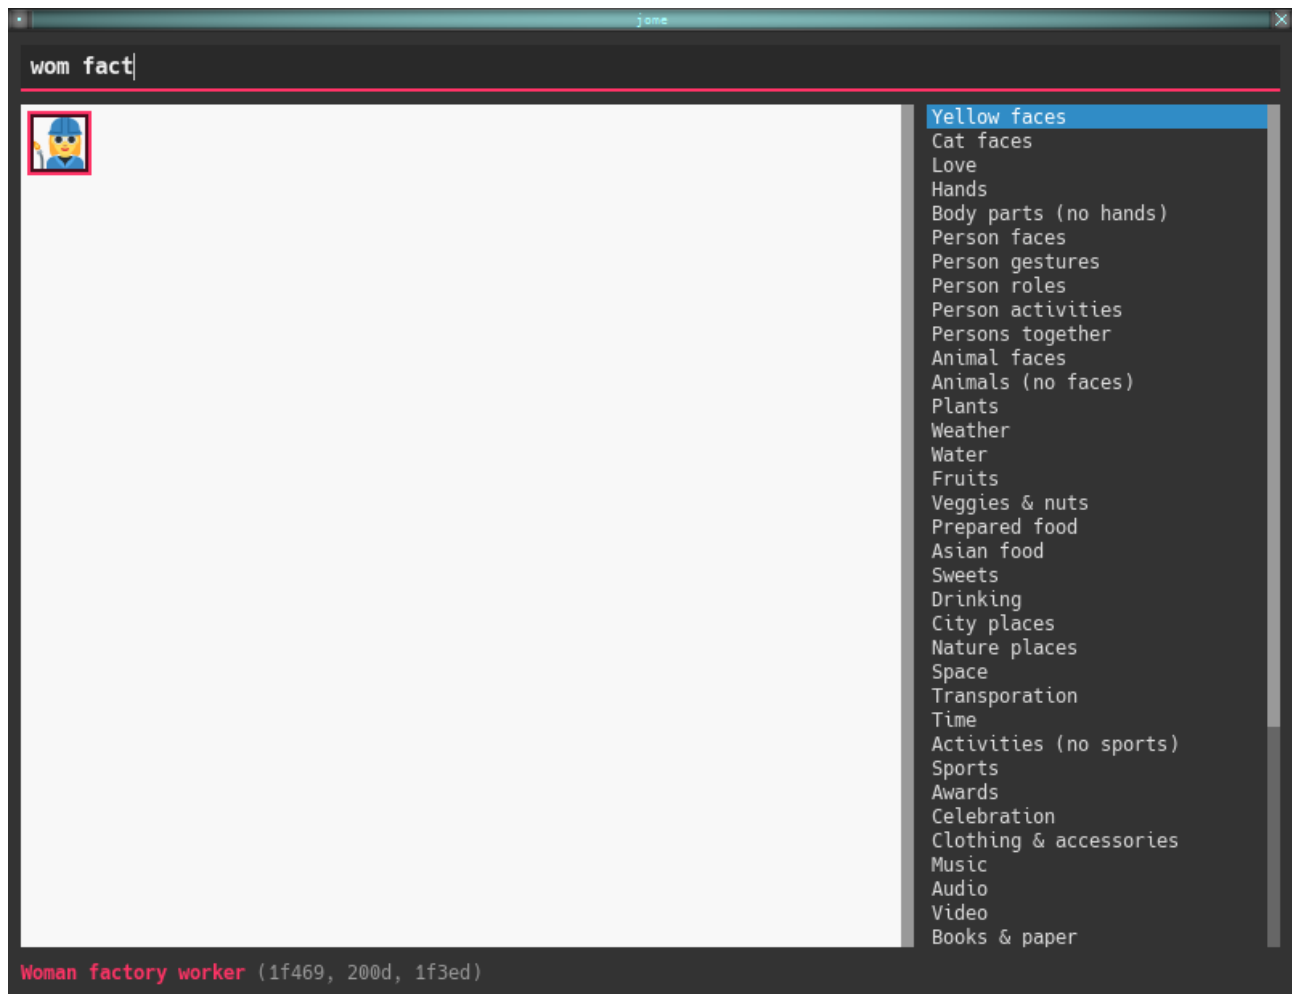 jome
wom fact
Yellow faces
Cat faces
Love
Hands
Body parts (no hands)
Person faces
Person gestures
Person roles
Person activities
Persons together
Animal faces
Animals (no faces)
Plants
Weather
Water
Fruits
Veggies & nuts
Prepared food
Asian food
Sweets
Drinking
City places
Nature places
Space
Transporation
Time
Activities (no sports)
Sports
Awards
Celebration
Clothing & accessories
Music
Audio
Video
Books & paper
Woman factory worker (1f469, 200d, 1f3ed)